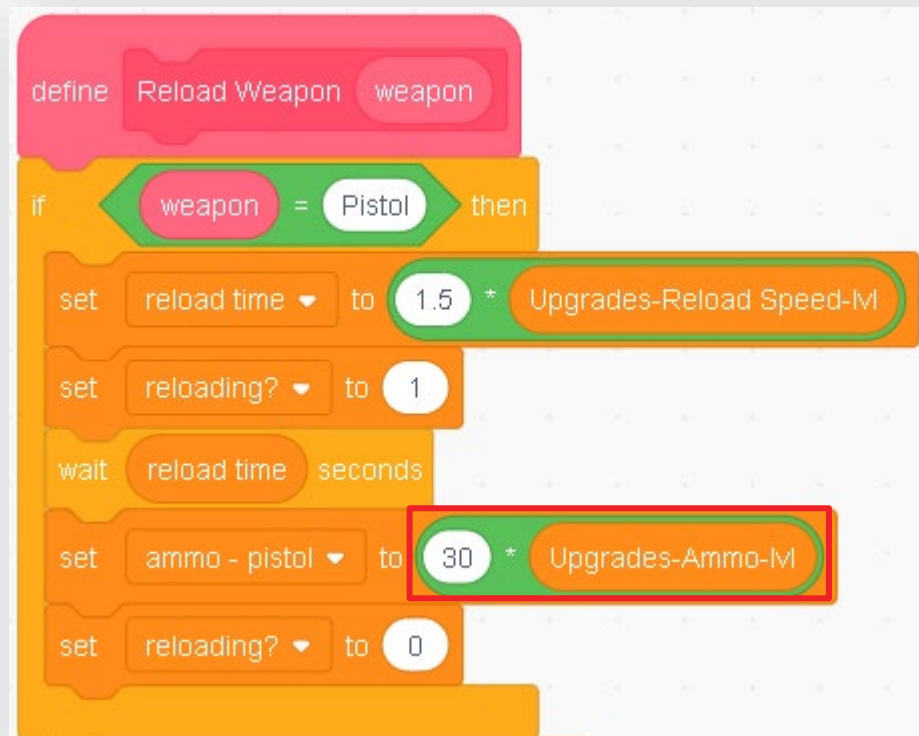 define Reload Weapon weapon
if weapon = Pistol then
set reload time to 1.5 * Upgrades-Reload Speed-lvl
set reloading? to 1
wait reload time seconds
set ammo - pistol to 30 * Upgrades-Ammo-lvl
set reloading? to 0